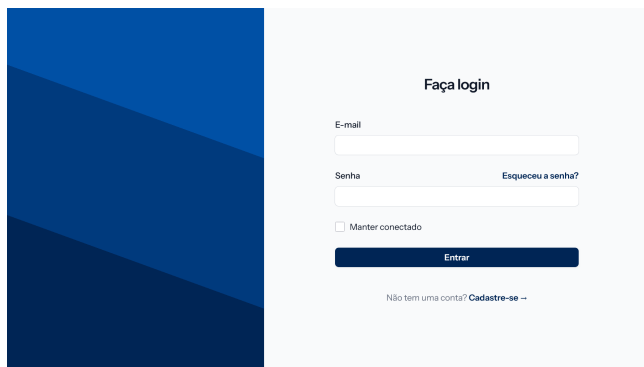 Faça login
E-mail
Senha Esqueceu a senha?
Manter conectado
Entrar
Não tem uma conta? Cadastre-se →